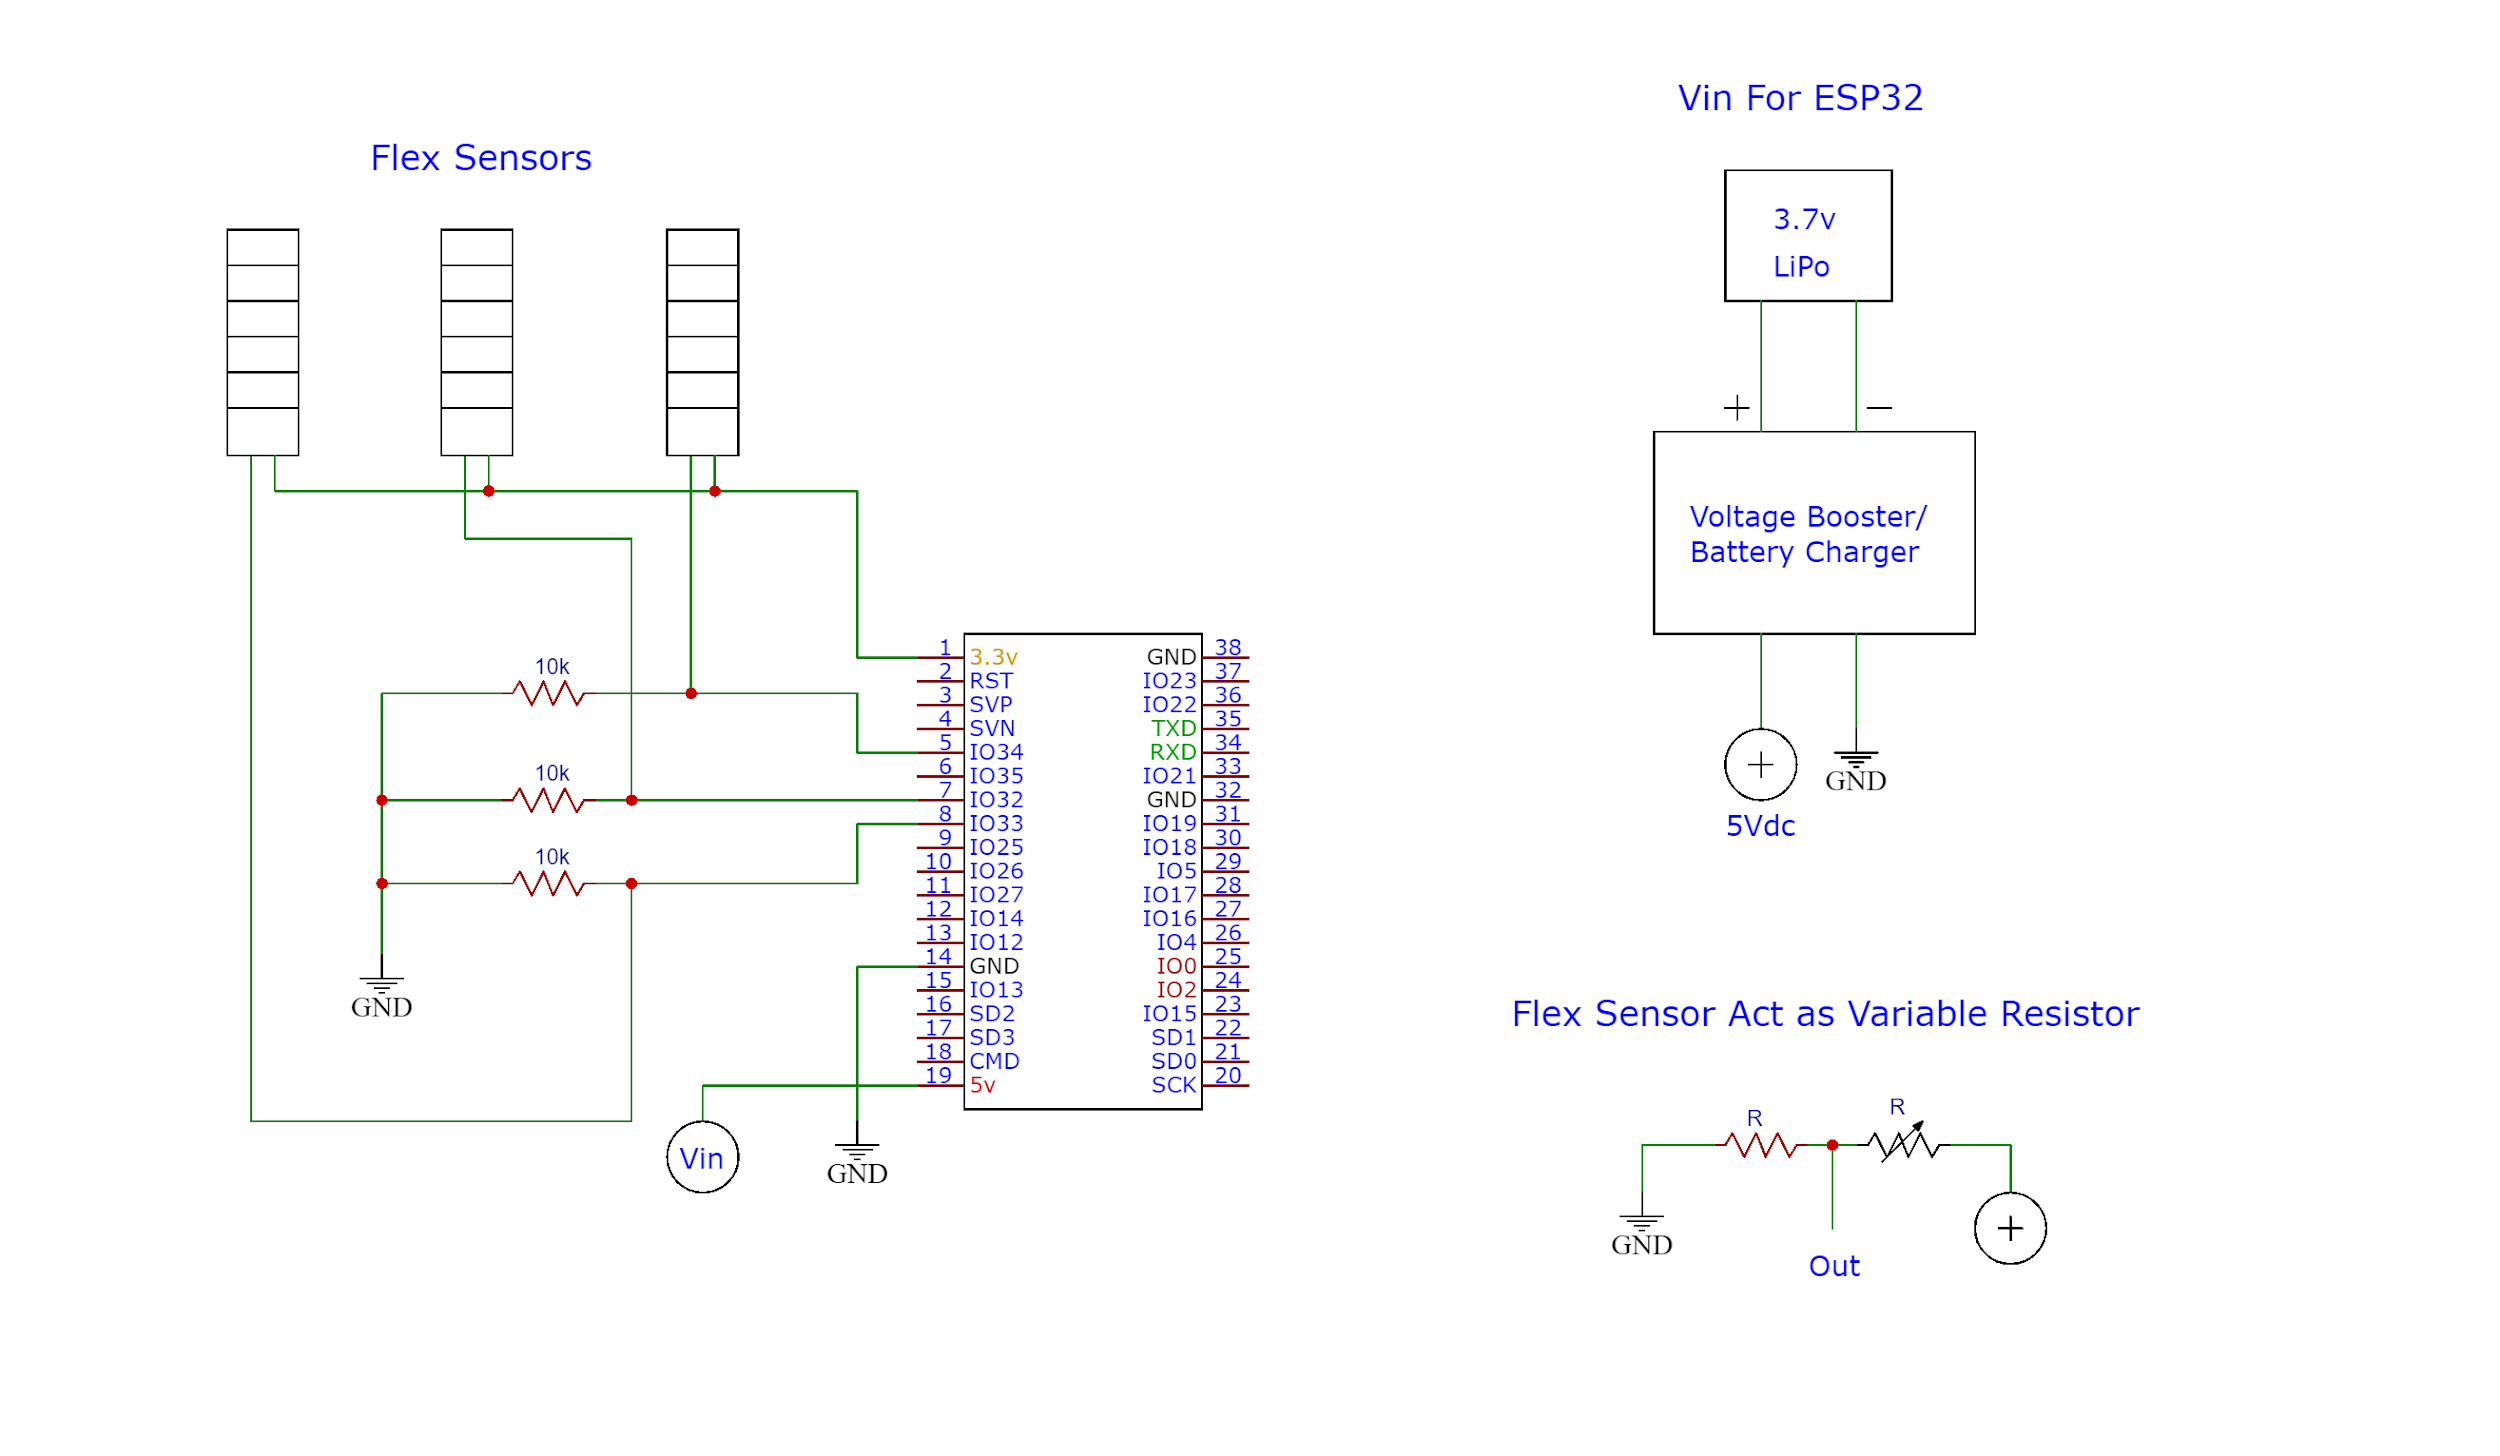 Flex Sensors
10k
10k
10k
GND
1 3.3v
2 RST
3 SVP
4 SVN
5 IO34
6 IO35
7 IO32
8 IO33
9 IO25
10 IO26
11 IO27
12 IO14
13 IO12
14 GND
15 IO13
16 SD2
17 SD3
18 CMD
19 5v
GND 38
IO23 37
IO22 36
TXD 35
RXD 34
IO21 33
GND 32
IO19 31
IO18 30
IO5 29
IO17 28
IO16 27
IO4 26
IO0 25
IO2 24
IO15 23
SD1 22
SD0 21
SCK 20
Vin
GND
Vin For ESP32
3.7v
LiPo
+ −
Voltage Booster/
Battery Charger
+
GND
5Vdc
Flex Sensor Act as Variable Resistor
R
R
GND
Out
+